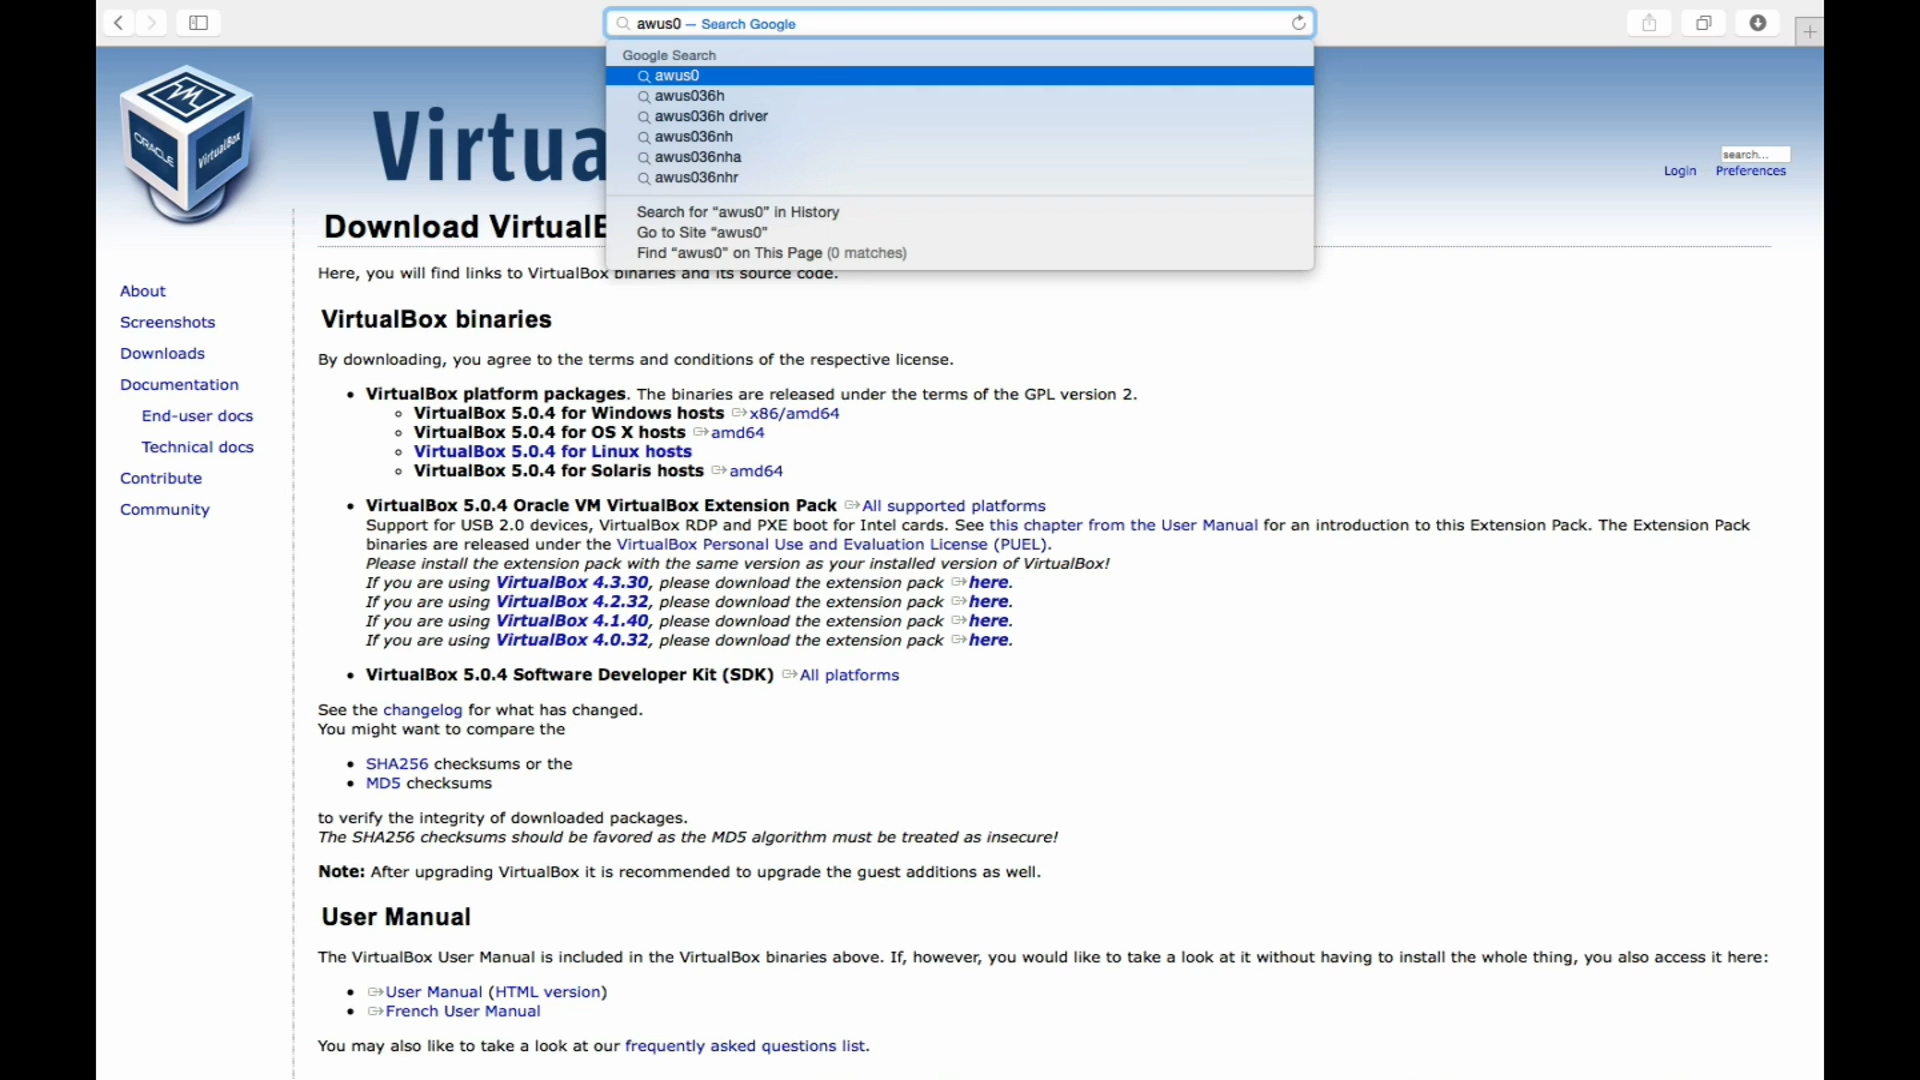 awus0 — Search Google
Google Search
awus0
awus036h
awus036h driver
awus036nh
awus036nha
awus036nhr
Search for “awus0” in History
Go to Site “awus0”
Find “awus0” on This Page (0 matches)
ORACLE
VirtualBox
Virtua
search...
Login Preferences
Download VirtualB
Here, you will find links to VirtualBox binaries and its source code.
About
Screenshots
Downloads
Documentation
End-user docs
Technical docs
Contribute
Community
VirtualBox binaries
By downloading, you agree to the terms and conditions of the respective license.
• VirtualBox platform packages. The binaries are released under the terms of the GPL version 2.
◦ VirtualBox 5.0.4 for Windows hosts x86/amd64
◦ VirtualBox 5.0.4 for OS X hosts amd64
◦ VirtualBox 5.0.4 for Linux hosts
◦ VirtualBox 5.0.4 for Solaris hosts amd64
• VirtualBox 5.0.4 Oracle VM VirtualBox Extension Pack All supported platforms
Support for USB 2.0 devices, VirtualBox RDP and PXE boot for Intel cards. See this chapter from the User Manual for an introduction to this Extension Pack. The Extension Pack
binaries are released under the VirtualBox Personal Use and Evaluation License (PUEL).
Please install the extension pack with the same version as your installed version of VirtualBox!
If you are using VirtualBox 4.3.30, please download the extension pack here.
If you are using VirtualBox 4.2.32, please download the extension pack here.
If you are using VirtualBox 4.1.40, please download the extension pack here.
If you are using VirtualBox 4.0.32, please download the extension pack here.
• VirtualBox 5.0.4 Software Developer Kit (SDK) All platforms
See the changelog for what has changed.
You might want to compare the
• SHA256 checksums or the
• MD5 checksums
to verify the integrity of downloaded packages.
The SHA256 checksums should be favored as the MD5 algorithm must be treated as insecure!
Note: After upgrading VirtualBox it is recommended to upgrade the guest additions as well.
User Manual
The VirtualBox User Manual is included in the VirtualBox binaries above. If, however, you would like to take a look at it without having to install the whole thing, you also access it here:
• User Manual (HTML version)
• French User Manual
You may also like to take a look at our frequently asked questions list.